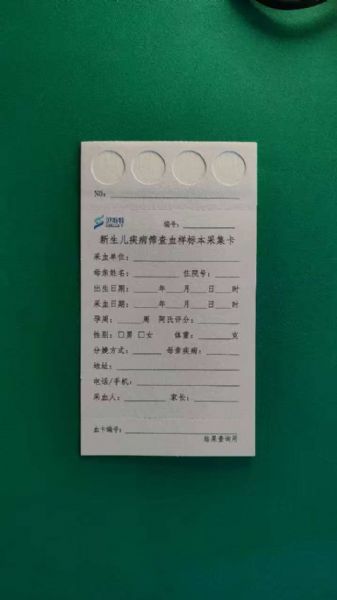 NO:
编号:
新生儿疾病筛查血样标本采集卡
采血单位:
母亲姓名: 住院号:
出生日期: 年 月 日 时
采血日期: 年 月 日 时
孕周: 周 阿氏评分:
性别: □男 □女 体重: 克
分娩方式: 母亲疾病:
地址:
电话/手机:
采血人: 家长:
血卡编号:
结果查询用